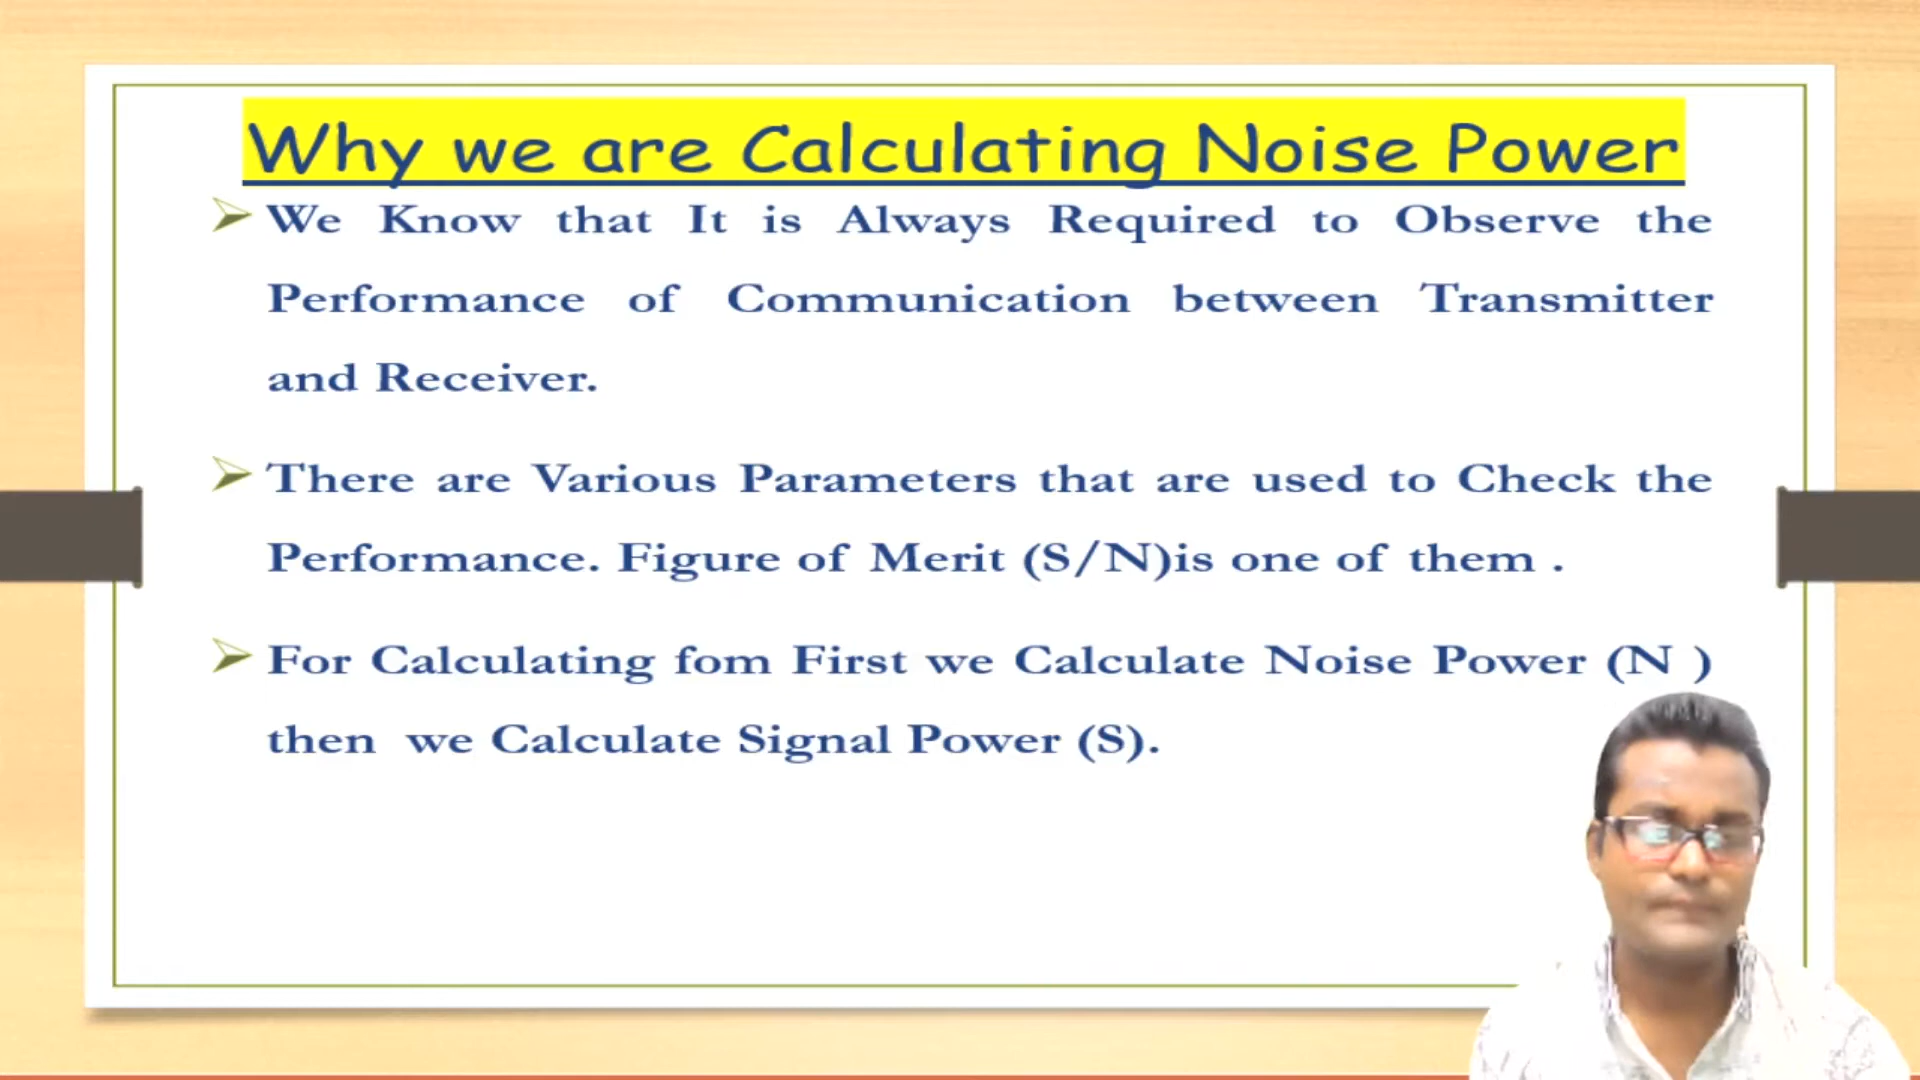 Why we are Calculating Noise Power
We Know that It is Always Required to Observe the
Performance of Communication between Transmitter
and Receiver.
There are Various Parameters that are used to Check the
Performance. Figure of Merit (S/N)is one of them .
For Calculating fom First we Calculate Noise Power (N )
then we Calculate Signal Power (S).